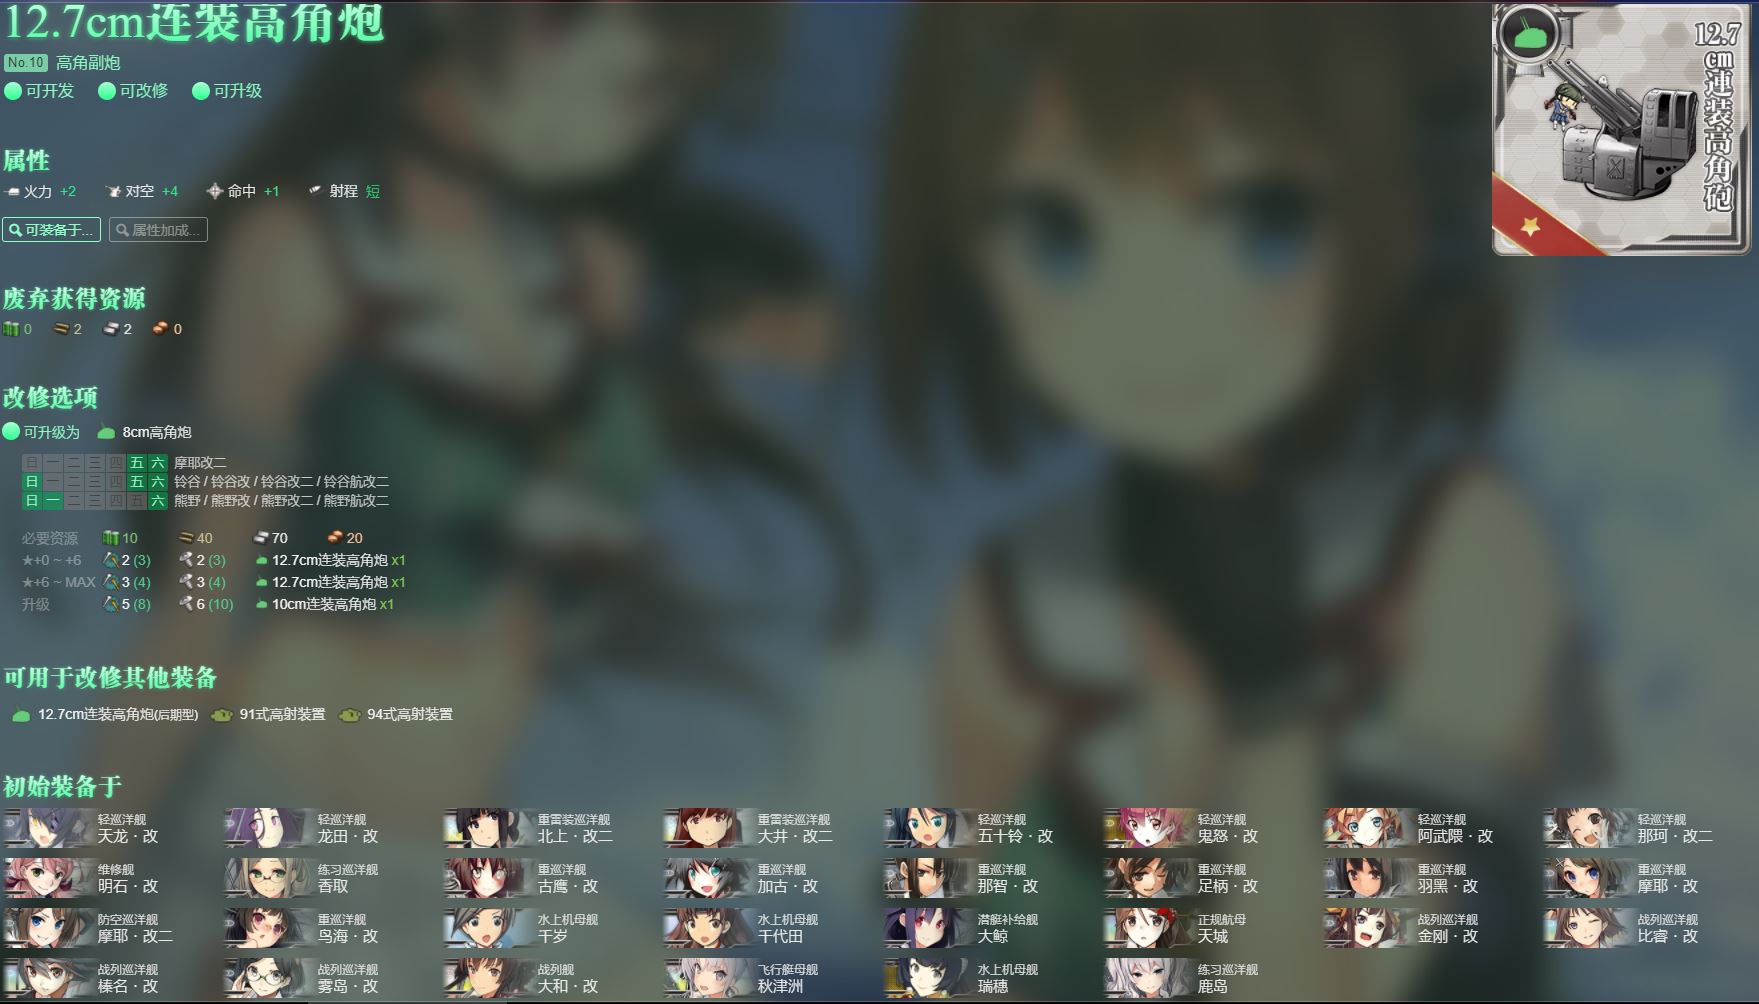 12.7cm连装高角炮
No.10 高角副炮
可开发 可改修 可升级
12.7cm連装高角砲
属性
火力 +2 对空 +4 命中 +1 射程 短
可装备于... 属性加成...
废弃获得资源
0 2 2 0
改修选项
可升级为 8cm高角炮
日 一 二 三 四 五 六 摩耶改二
日 一 二 三 四 五 六 铃谷 / 铃谷改 / 铃谷改二 / 铃谷航改二
日 一 二 三 四 五 六 熊野 / 熊野改 / 熊野改二 / 熊野航改二
必要资源 10 40 70 20
★+0 ~ +6 2 (3) 2 (3) 12.7cm连装高角炮 x1
★+6 ~ MAX 3 (4) 3 (4) 12.7cm连装高角炮 x1
升级 5 (8) 6 (10) 10cm连装高角炮 x1
可用于改修其他装备
12.7cm连装高角炮(后期型) 91式高射装置 94式高射装置
初始装备于
轻巡洋舰 轻巡洋舰 重雷装巡洋舰 重雷装巡洋舰 轻巡洋舰 轻巡洋舰 轻巡洋舰 轻巡洋舰
天龙·改 龙田·改 北上·改二 大井·改二 五十铃·改 鬼怒·改 阿武隈·改 那珂·改二
维修舰 练习巡洋舰 重巡洋舰 重巡洋舰 重巡洋舰 重巡洋舰 重巡洋舰 重巡洋舰
明石·改 香取 古鹰·改 加古·改 那智·改 足柄·改 羽黑·改 摩耶·改
防空巡洋舰 重巡洋舰 水上机母舰 水上机母舰 潜艇补给舰 正规航母 战列巡洋舰 战列巡洋舰
摩耶·改二 鸟海·改 千岁 千代田 大鲸 天城 金刚·改 比睿·改
战列巡洋舰 战列巡洋舰 战列舰 飞行艇母舰 水上机母舰 练习巡洋舰
榛名·改 雾岛·改 大和·改 秋津洲 瑞穗 鹿岛